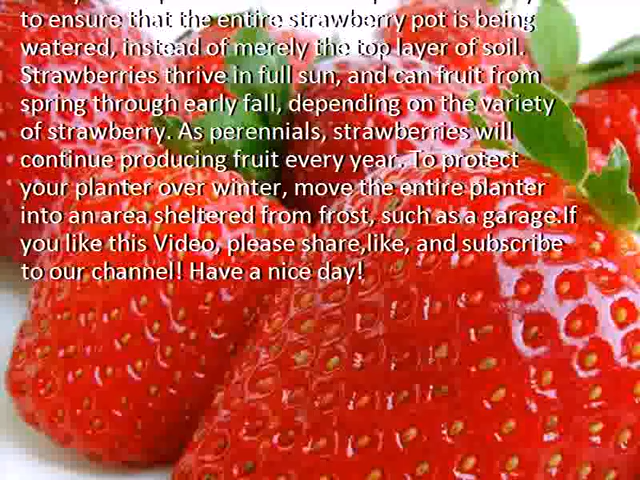 to ensure that the entire strawberry pot is being
watered, instead of merely the top layer of soil.
Strawberries thrive in full sun, and can fruit from
spring through early fall, depending on the variety
of strawberry. As perennials, strawberries will
continue producing fruit every year. To protect
your planter over winter, move the entire planter
into an area sheltered from frost, such as a garage.If
you like this Video, please share,like, and subscribe
to our channel! Have a nice day!